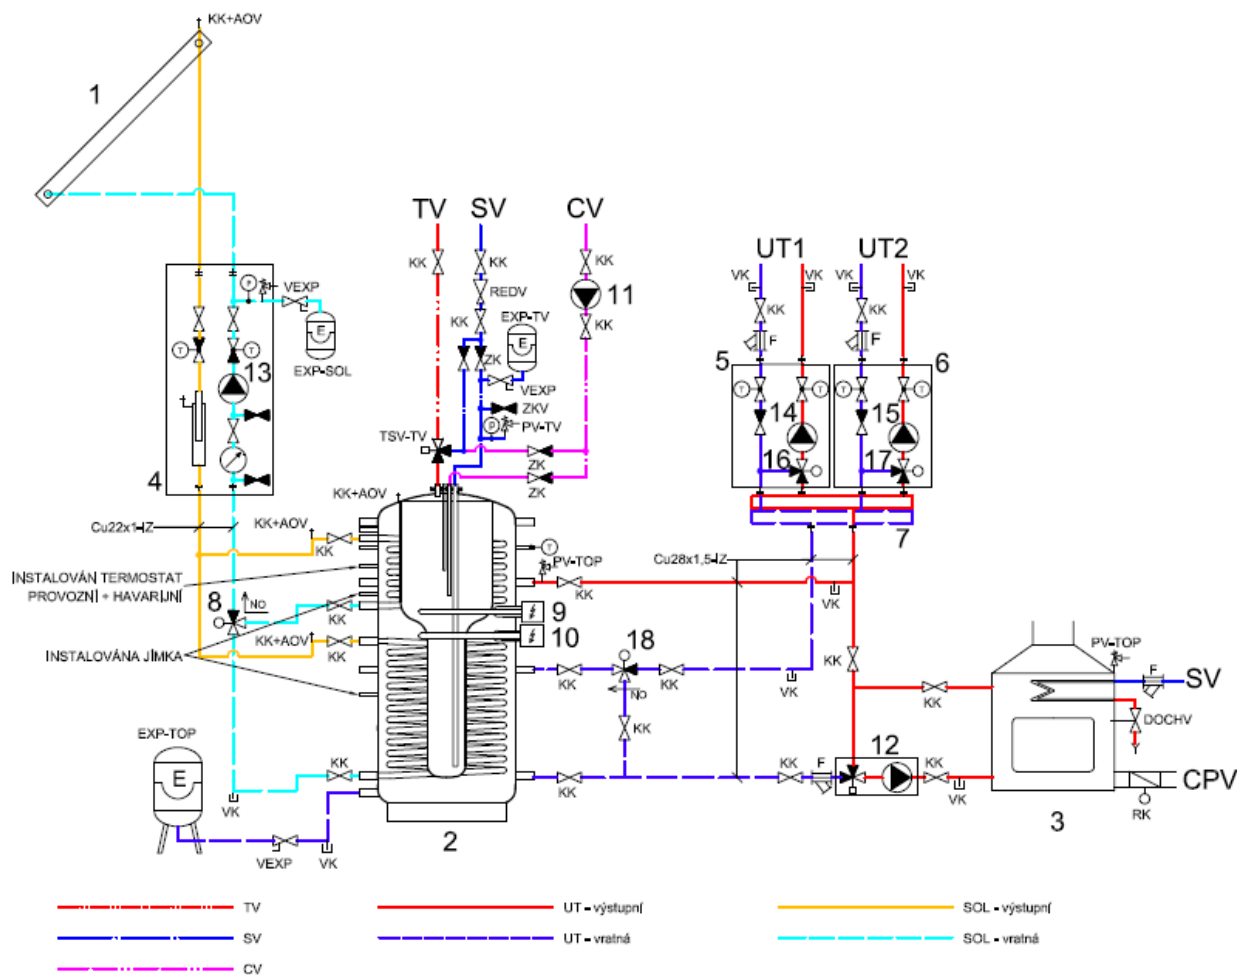 KK+AOV
1
TV
SV
CV
KK
KK
KK
REDV
11
KK
EXP-TV
KK
ZK
E
VEXP
ZKV
P
PV-TV
TSV-TV
ZK
ZK
KK+AOV
UT1
UT2
VK
VK
VK
VK
KK
KK
F
F
5
6
T
T
T
T
14
15
16
17
7
P
VEXP
E
EXP-SOL
T
T
13
4
Cu22x1-IZ
KK+AOV
KK
T
PV-TOP
KK
Cu28x1,5-IZ
VK
INSTALOVÁN TERMOSTAT
PROVOZNÍ + HAVARIJNÍ
8
NO
KK
9
10
KK+AOV
KK
INSTALOVÁNA JÍMKA
18
KK
KK
NO
VK
KK
KK
PV-TOP
F
SV
KK
DOCHV
EXP-TOP
E
KK
VK
KK
KK
F
12
KK
VK
CPV
RK
3
VEXP
VK
2
TV
UT - výstupní
SOL - výstupní
SV
UT - vratná
SOL - vratná
CV